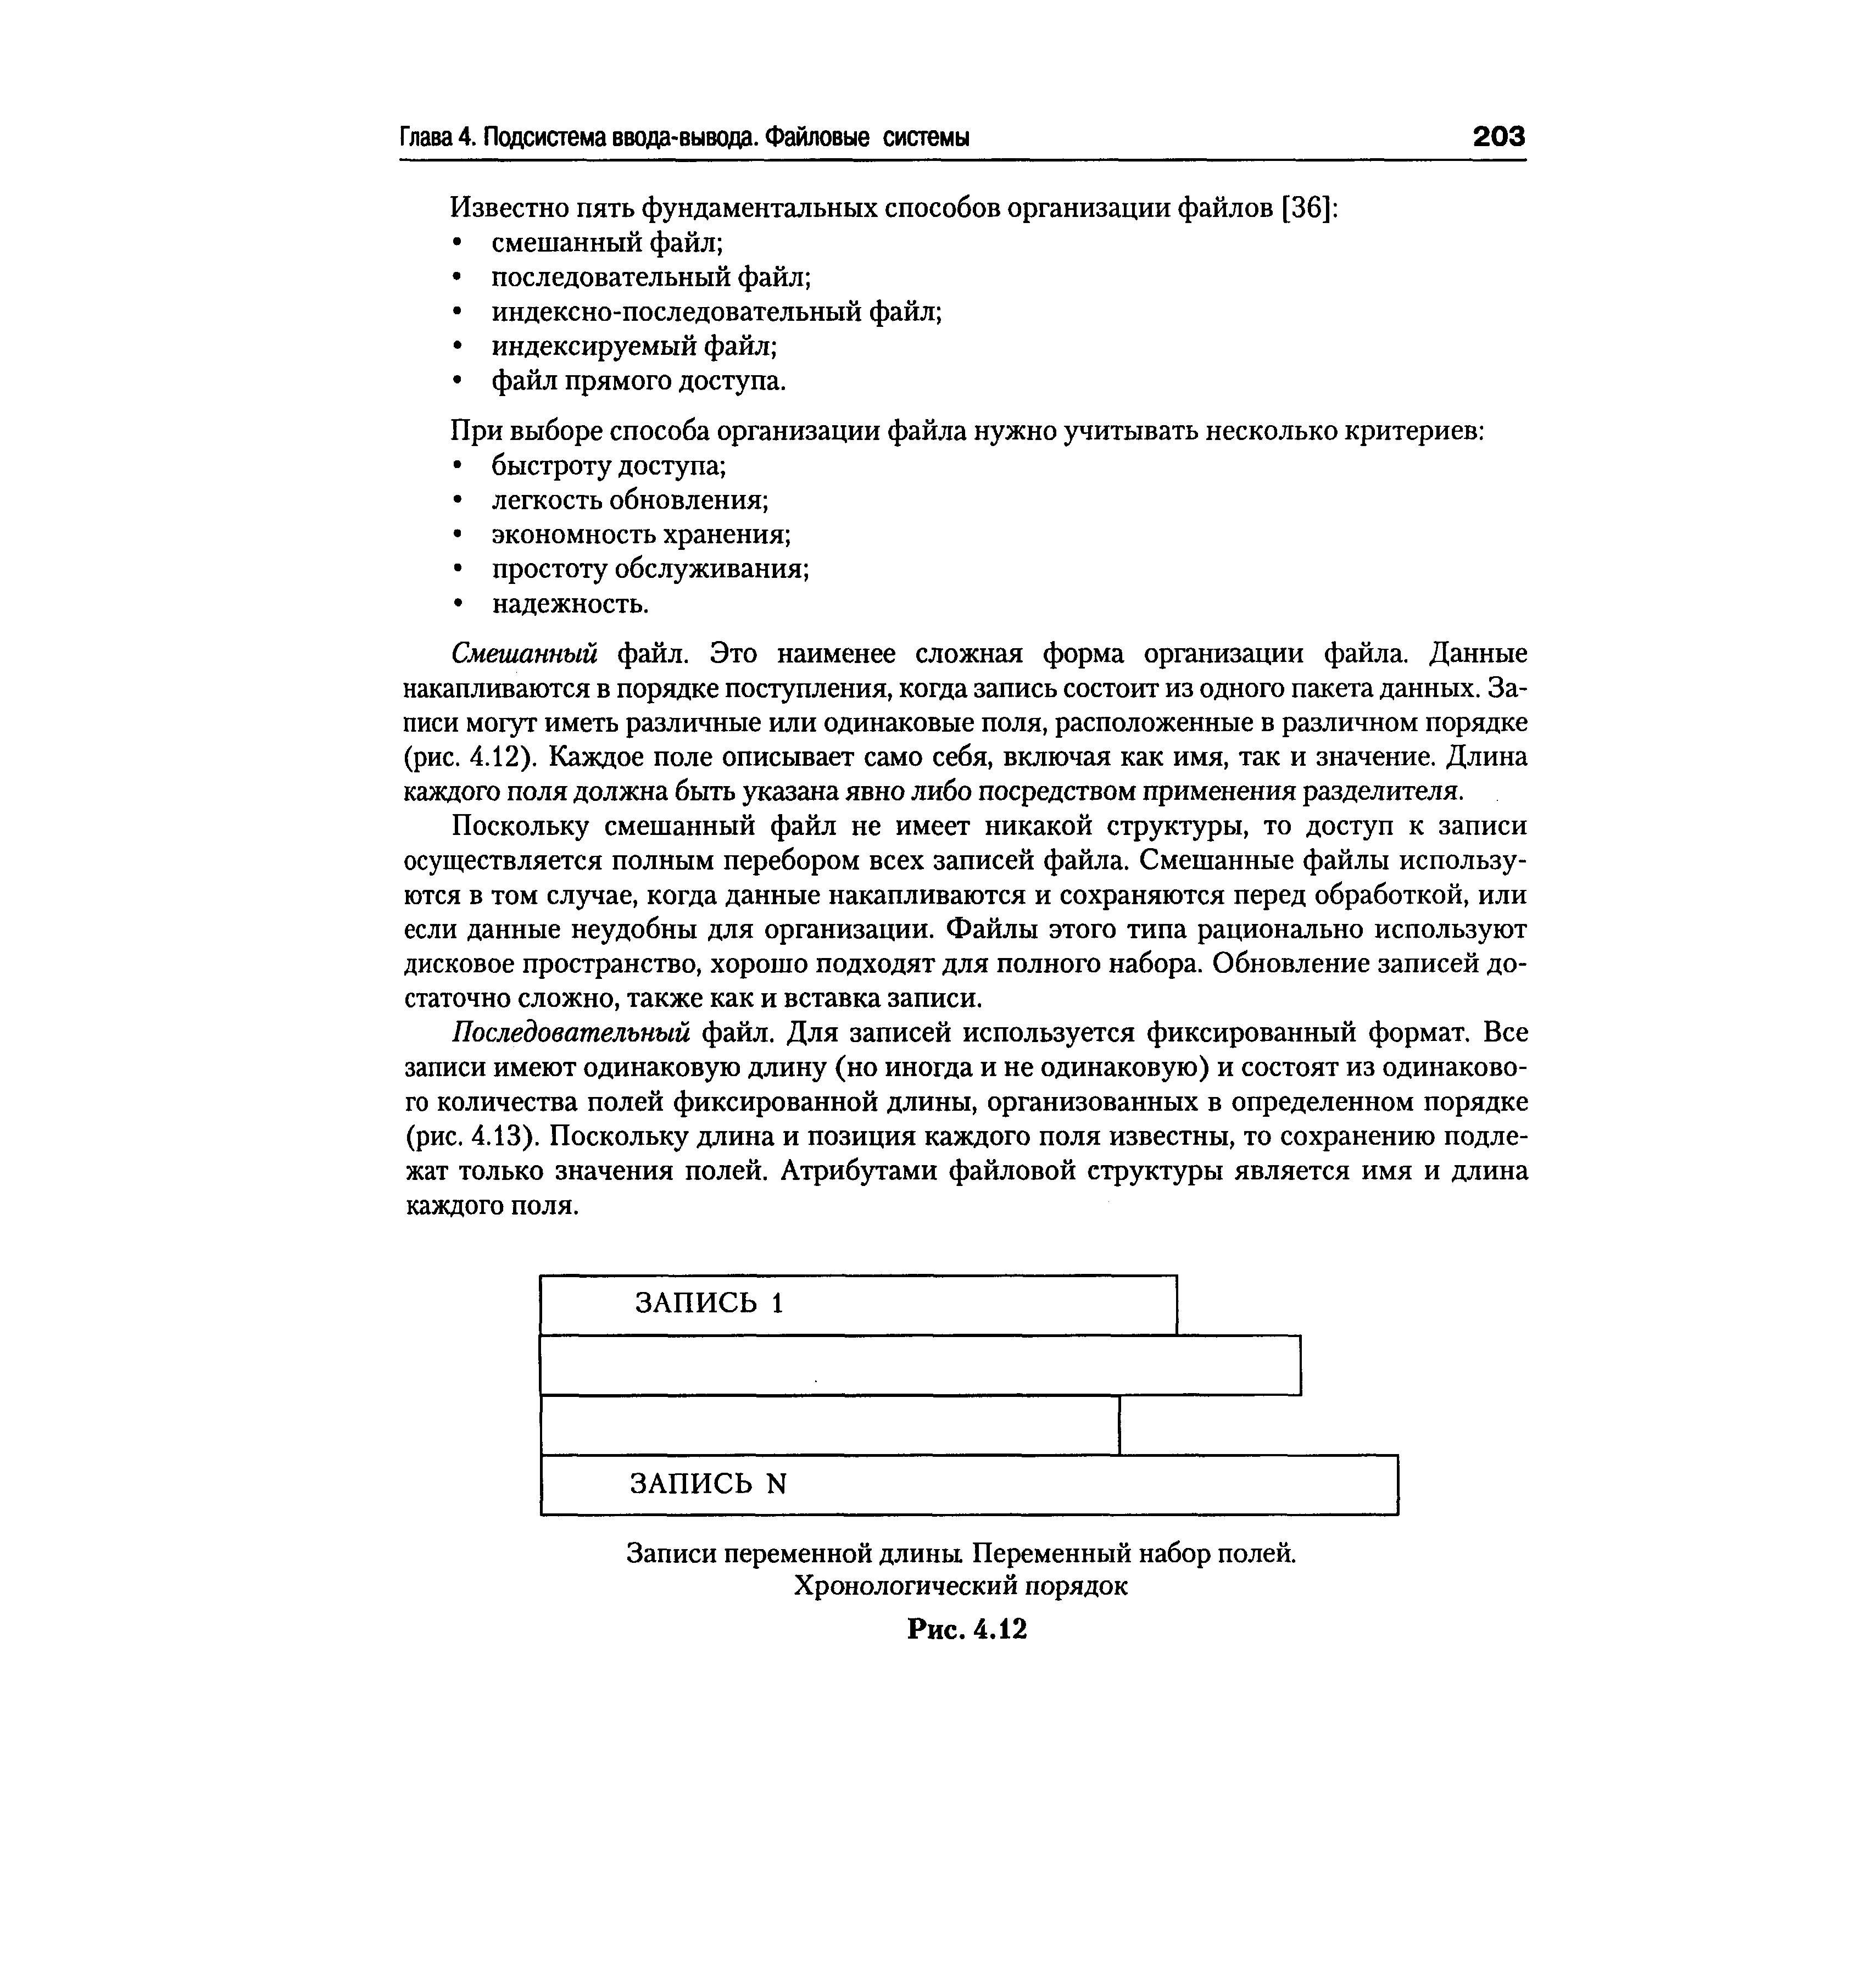 Глава 4. Подсистема ввода-вывода. Файловые системы 203
Известно пять фундаментальных способов организации файлов [36]:
• смешанный файл;
• последовательный файл;
• индексно-последовательный файл;
• индексируемый файл;
• файл прямого доступа.
При выборе способа организации файла нужно учитывать несколько критериев:
• быстроту доступа;
• легкость обновления;
• экономность хранения;
• простоту обслуживания;
• надежность.
Смешанный файл. Это наименее сложная форма организации файла. Данные
накапливаются в порядке поступления, когда запись состоит из одного пакета данных. За-
писи могут иметь различные или одинаковые поля, расположенные в различном порядке
(рис. 4.12). Каждое поле описывает само себя, включая как имя, так и значение. Длина
каждого поля должна быть указана явно либо посредством применения разделителя.
Поскольку смешанный файл не имеет никакой структуры, то доступ к записи
осуществляется полным перебором всех записей файла. Смешанные файлы использу-
ются в том случае, когда данные накапливаются и сохраняются перед обработкой, или
если данные неудобны для организации. Файлы этого типа рационально используют
дисковое пространство, хорошо подходят для полного набора. Обновление записей до-
статочно сложно, также как и вставка записи.
Последовательный файл. Для записей используется фиксированный формат. Все
записи имеют одинаковую длину (но иногда и не одинаковую) и состоят из одинаково-
го количества полей фиксированной длины, организованных в определенном порядке
(рис. 4.13). Поскольку длина и позиция каждого поля известны, то сохранению подле-
жат только значения полей. Атрибутами файловой структуры является имя и длина
каждого поля.
ЗАПИСЬ 1
ЗАПИСЬ N
Записи переменной длины. Переменный набор полей.
Хронологический порядок
Рис. 4.12